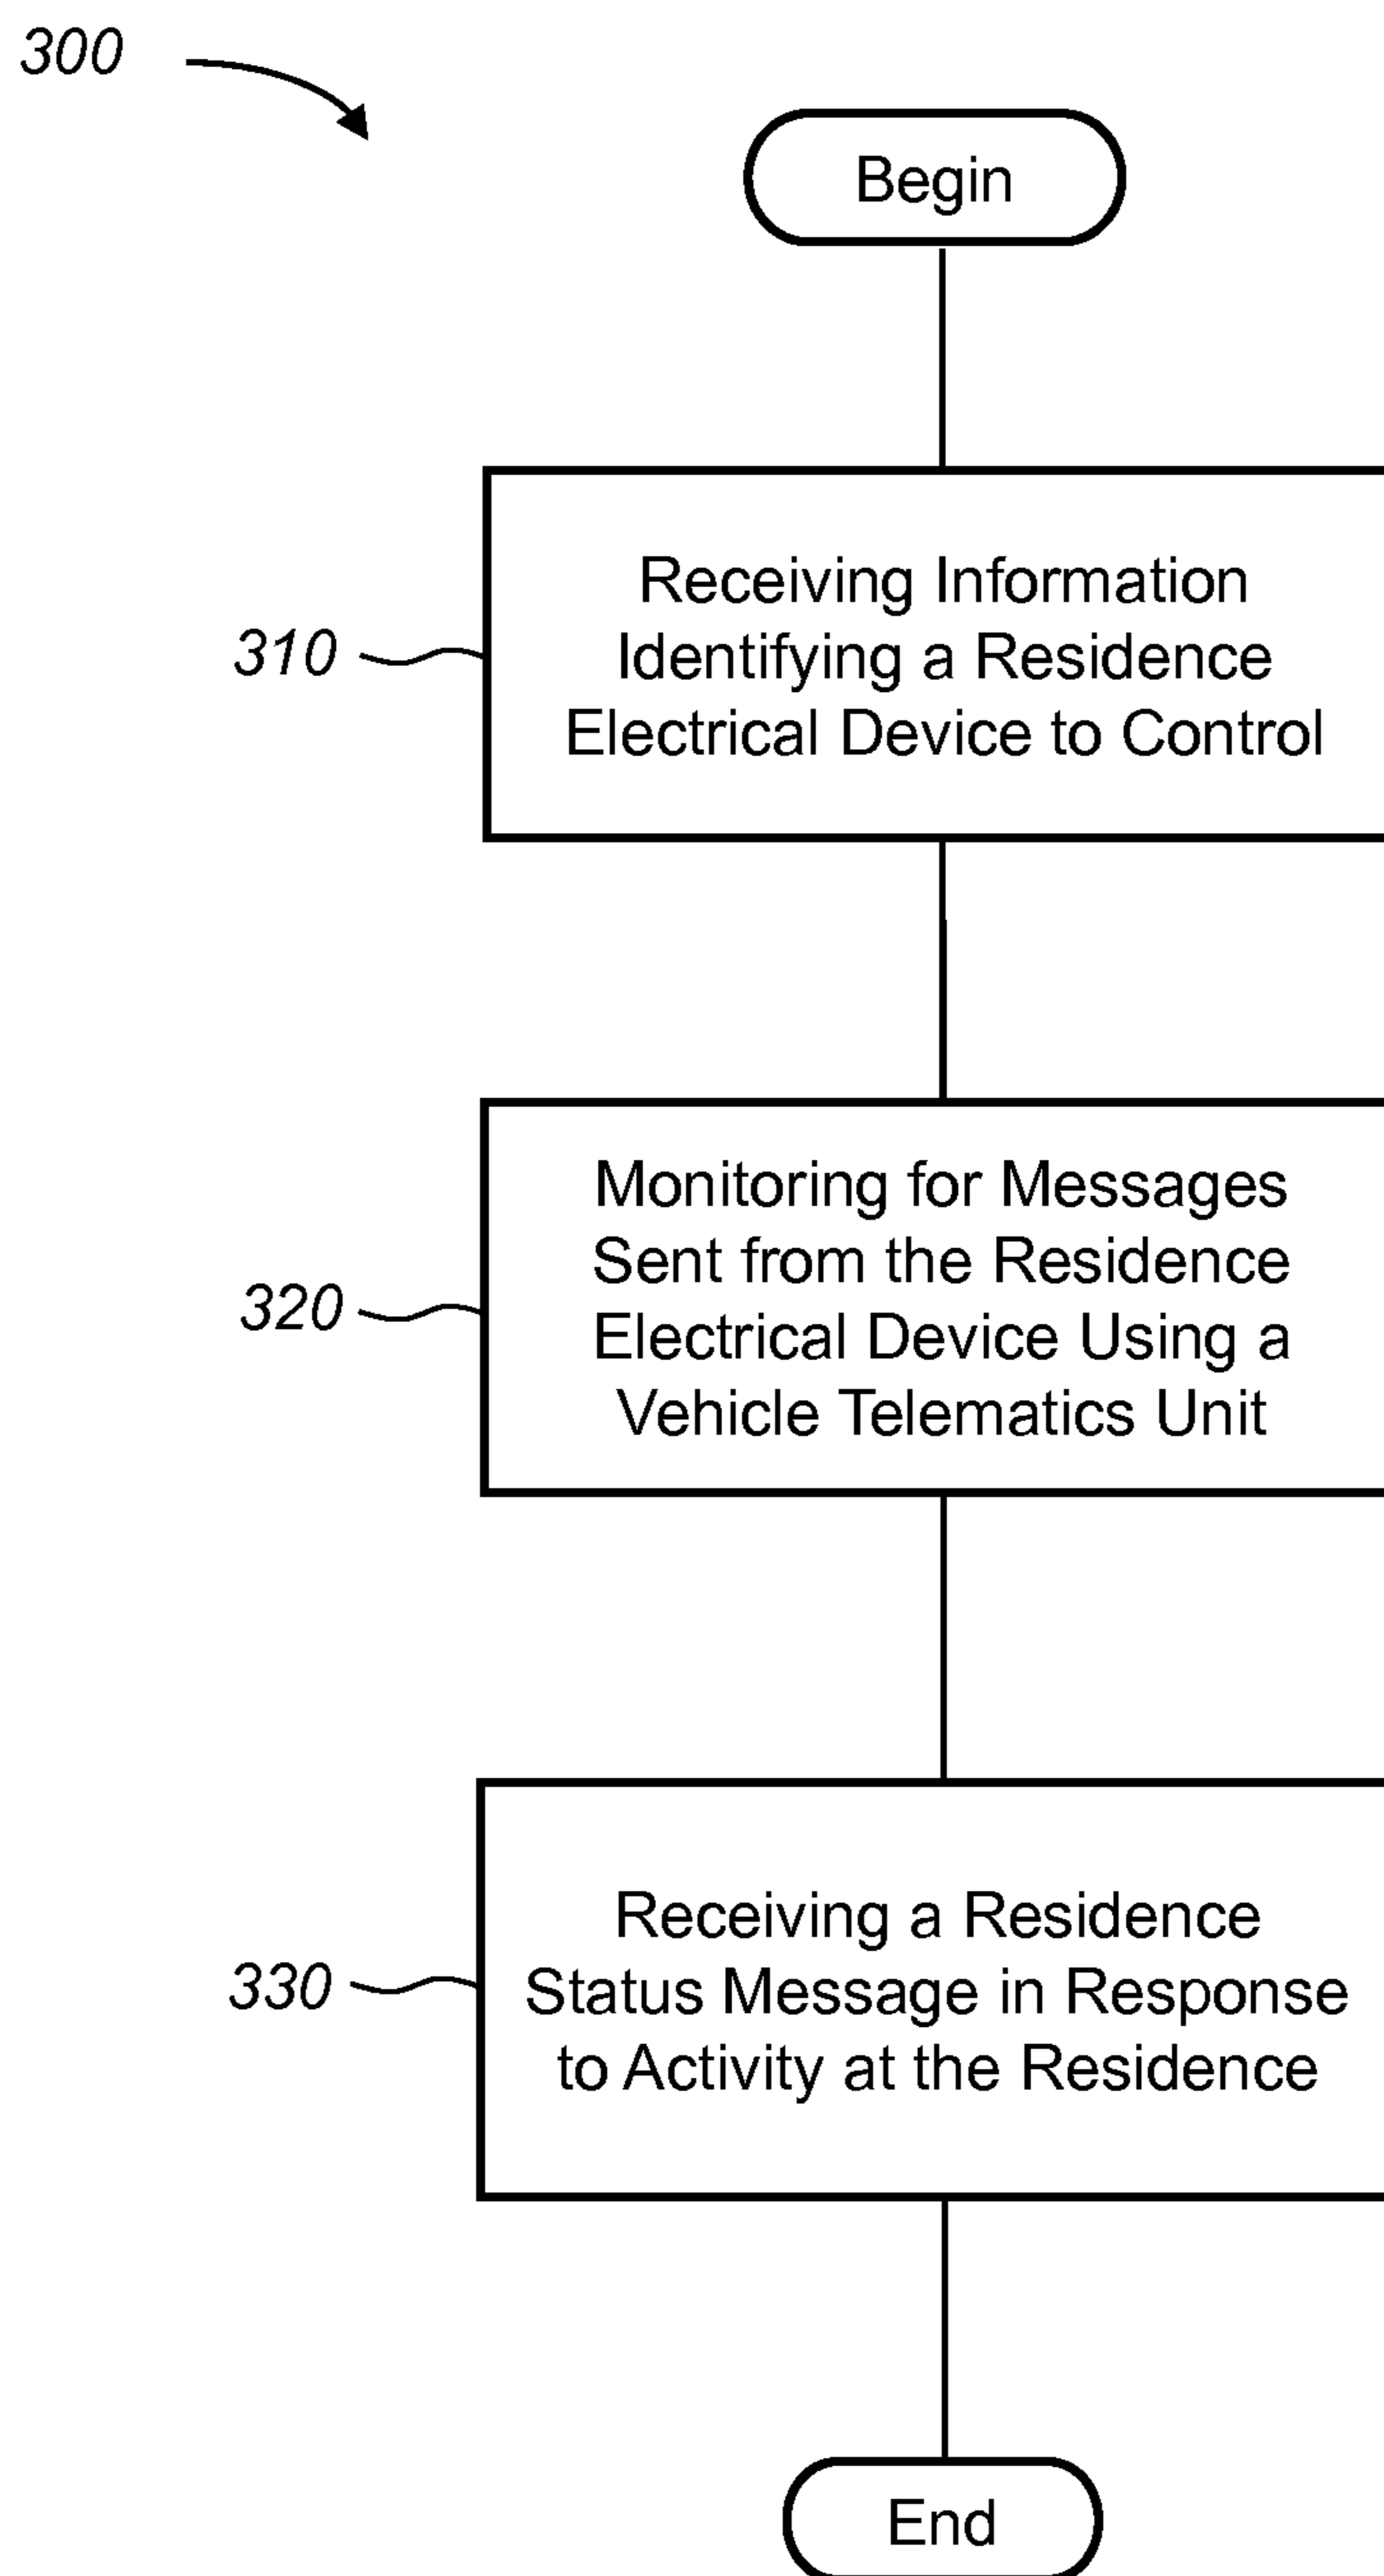 300
Begin
310
Receiving Information
Identifying a Residence
Electrical Device to Control
320
Monitoring for Messages
Sent from the Residence
Electrical Device Using a
Vehicle Telematics Unit
330
Receiving a Residence
Status Message in Response
to Activity at the Residence
End